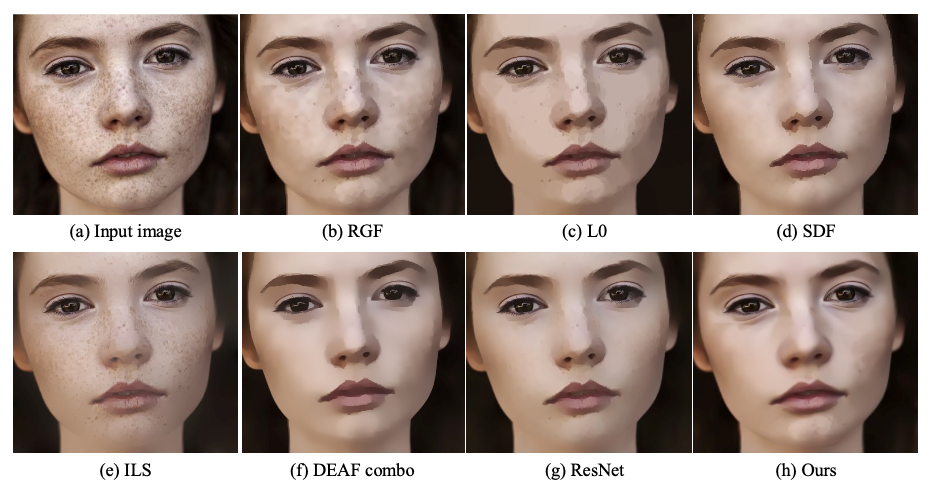 (a) Input image
(b) RGF
(c) L0
(d) SDF
(e) ILS
(f) DEAF combo
(g) ResNet
(h) Ours